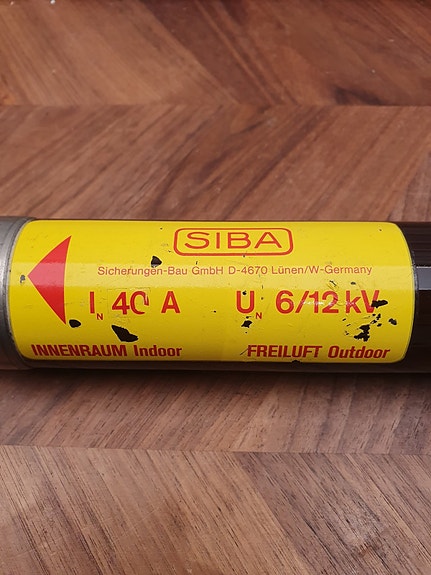 SIBA
Sicherungen-Bau GmbH D-4670 Lünen/W-Germany
IN 40 A UN 6/12 kV
INNENRAUM Indoor FREILUFT Outdoor